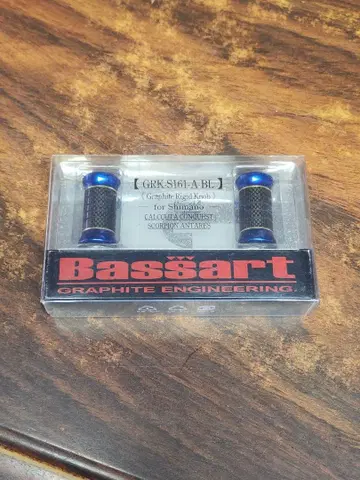 【 GRK-S161-A-BL 】
( Graphite Rigid Knob )
for Shimano
CALCUTTA CONQUEST
SCORPION ANTARES
Bassart
GRAPHITE ENGINEERING